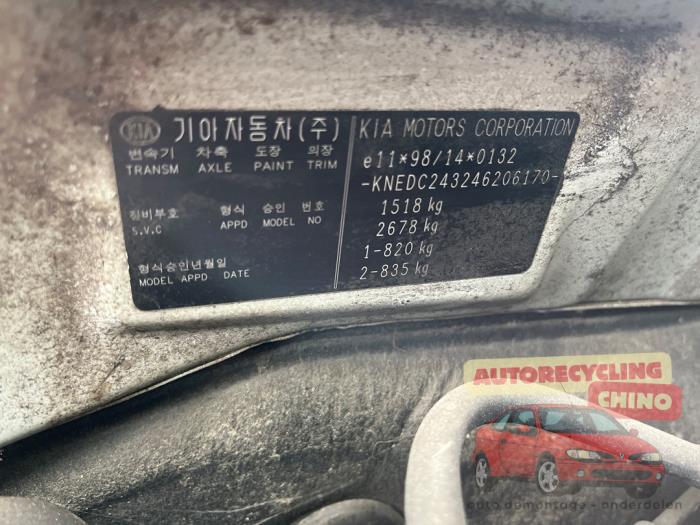 KIA 기아자동차(주)
변속기 차축 도장 의장
TRANSM AXLE PAINT TRIM
정비부호 형식 승인 번호
S.V.C APPD MODEL NO
형식승인년월일
MODEL APPD DATE
KIA MOTORS CORPORATION
e11*98/14*0132
-KNEDC243246206170-
1518 kg
2678 kg
1-820 kg
2-835 kg
AUTORECYCLING
CHINO
auto demontage - onderdelen